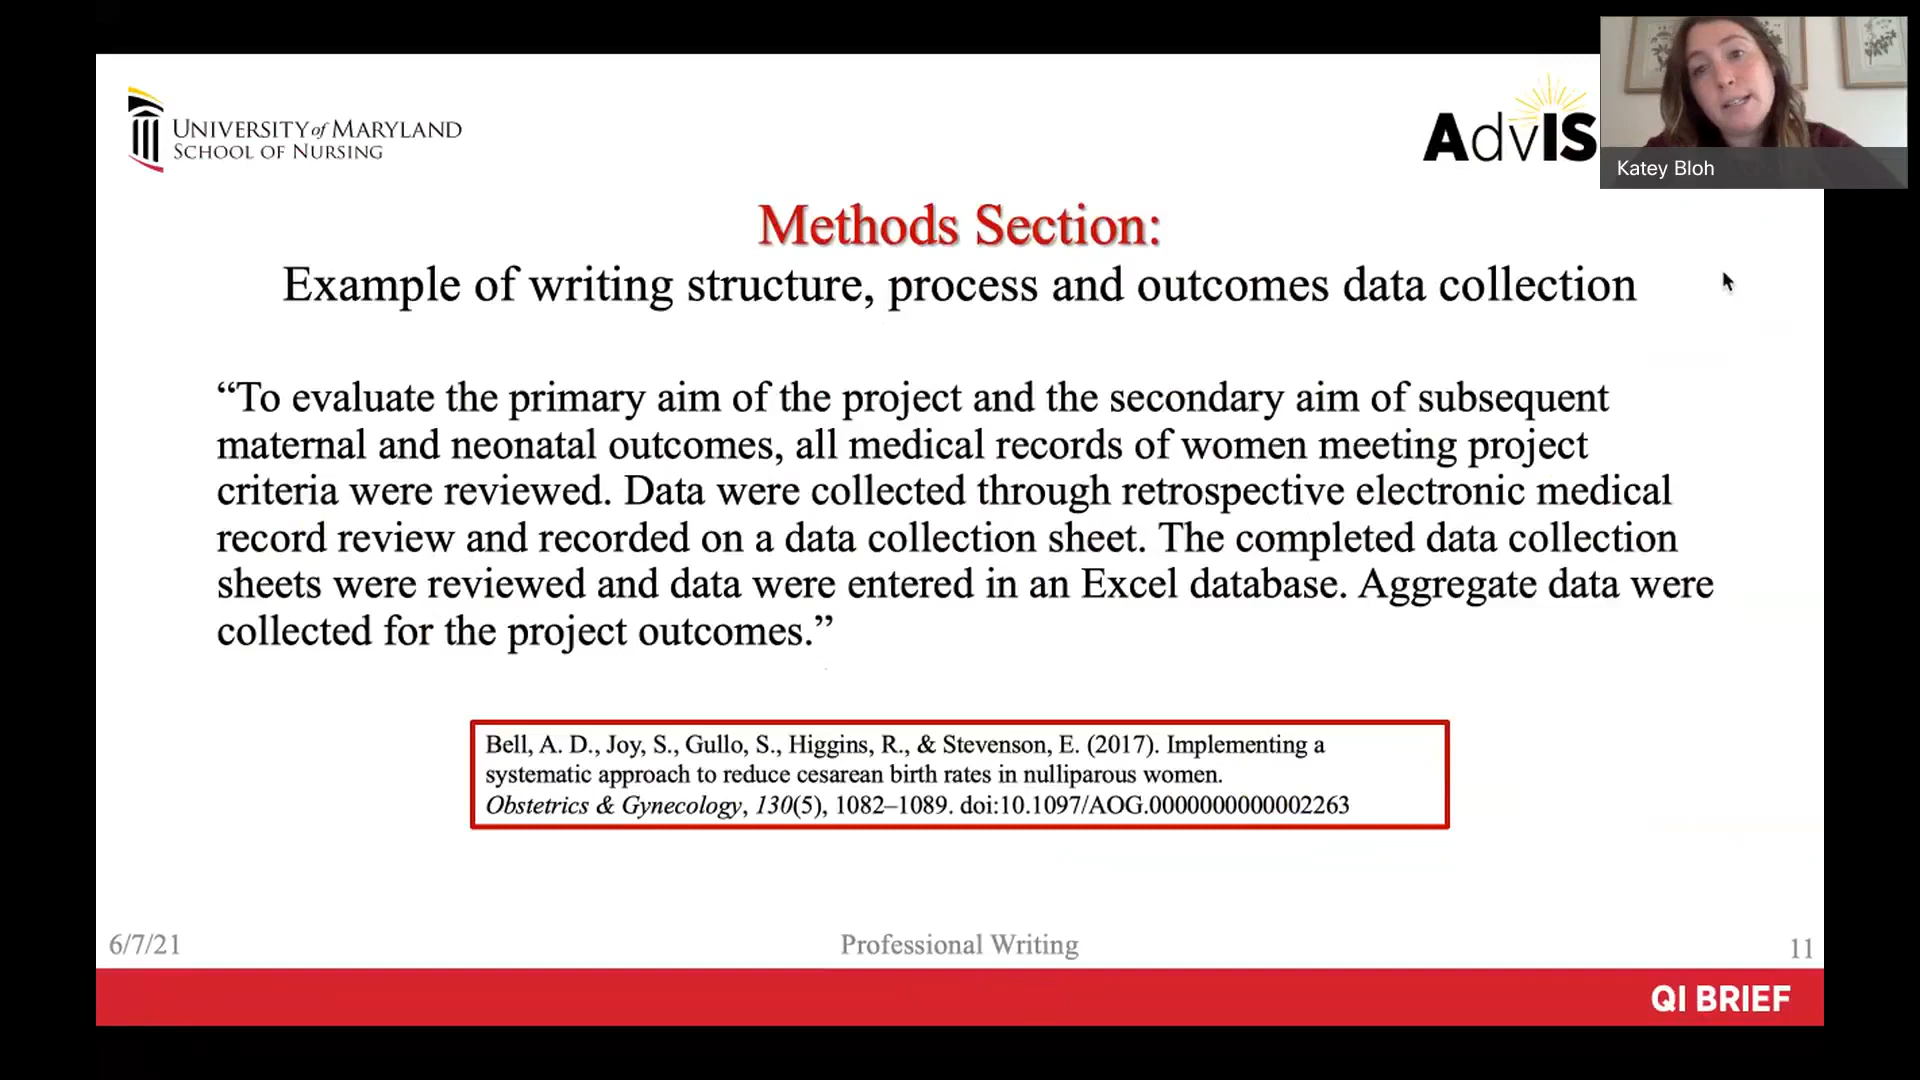 UNIVERSITY of MARYLAND
SCHOOL OF NURSING
AdvIS
Katey Bloh
Methods Section:
Example of writing structure, process and outcomes data collection
“To evaluate the primary aim of the project and the secondary aim of subsequent
maternal and neonatal outcomes, all medical records of women meeting project
criteria were reviewed. Data were collected through retrospective electronic medical
record review and recorded on a data collection sheet. The completed data collection
sheets were reviewed and data were entered in an Excel database. Aggregate data were
collected for the project outcomes.”
Bell, A. D., Joy, S., Gullo, S., Higgins, R., & Stevenson, E. (2017). Implementing a
systematic approach to reduce cesarean birth rates in nulliparous women.
Obstetrics & Gynecology, 130(5), 1082–1089. doi:10.1097/AOG.0000000000002263
6/7/21
Professional Writing
11
QI BRIEF